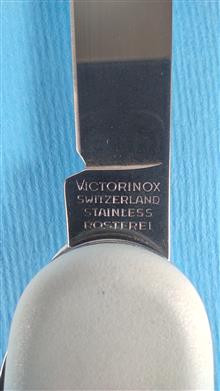 VICTORINOX
SWITZERLAND
STAINLESS
ROSTFREI